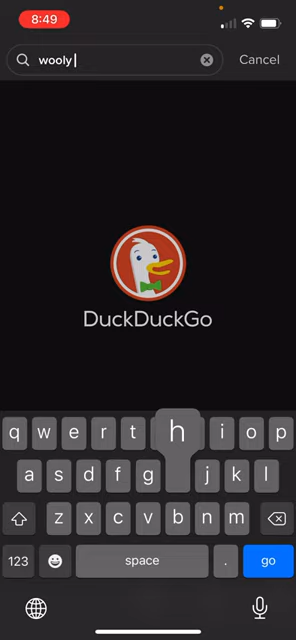 8:49
wooly
Cancel
DuckDuckGo
q w e r t h i o p
a s d f g j k l
z x c v b n m
123 space . go